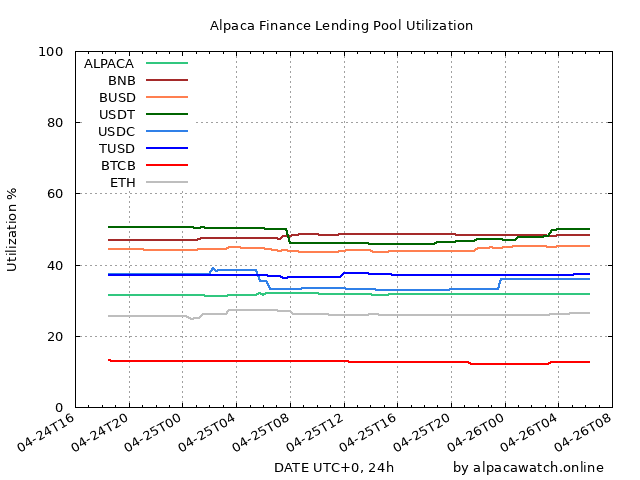 Alpaca Finance Lending Pool Utilization
100
80
60
40
20
0
Utilization %
ALPACA
BNB
BUSD
USDT
USDC
TUSD
BTCB
ETH
04-24T16
04-24T20
04-25T00
04-25T04
04-25T08
04-25T12
04-25T16
04-25T20
04-26T00
04-26T04
04-26T08
DATE UTC+0, 24h
by alpacawatch.online